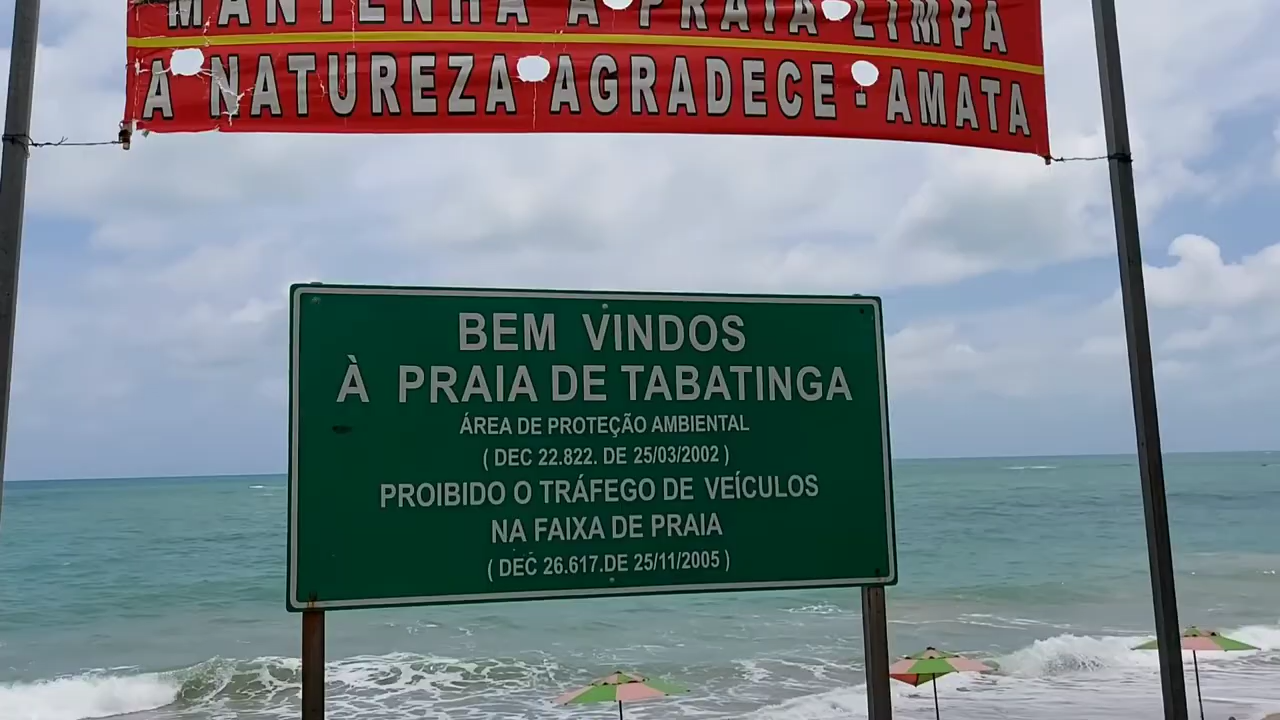 MANTENHA A PRAIA LIMPA
A NATUREZA AGRADECE - AMATA
BEM VINDOS
À PRAIA DE TABATINGA
ÁREA DE PROTEÇÃO AMBIENTAL
( DEC 22.822. DE 25/03/2002 )
PROIBIDO O TRÁFEGO DE VEÍCULOS
NA FAIXA DE PRAIA
( DEC 26.617.DE 25/11/2005 )